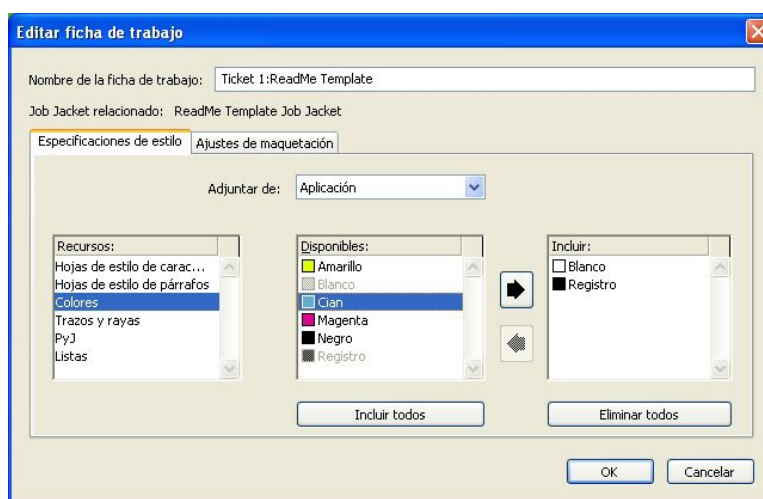 Editar ficha de trabajo
Nombre de la ficha de trabajo: Ticket 1:ReadMe Template
Job Jacket relacionado: ReadMe Template Job Jacket
Especificaciones de estilo Ajustes de maquetación
Adjuntar de: Aplicación
Recursos: Disponibles: Incluir:
Hojas de estilo de carac... Amarillo Blanco
Hojas de estilo de párrafos Blanco Registro
Colores Cian
Trazos y rayas Magenta
PyJ Negro
Listas Registro
Incluir todos Eliminar todos
OK Cancelar